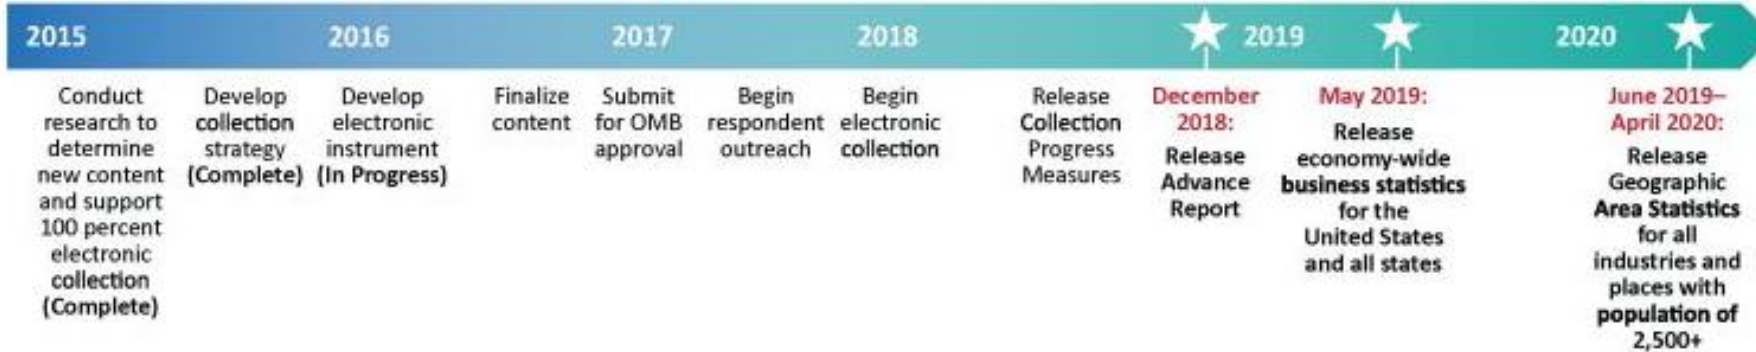 2015
2016
2017
2018
2019
2020
Conduct
research to
determine
new content
and support
100 percent
electronic
collection
(Complete)
Develop
collection
strategy
(Complete)
Develop
electronic
instrument
(In Progress)
Finalize
content
Submit
for OMB
approval
Begin
respondent
outreach
Begin
electronic
collection
Release
Collection
Progress
Measures
December
2018:
Release
Advance
Report
May 2019:
Release
economy-wide
business statistics
for the
United States
and all states
June 2019–
April 2020:
Release
Geographic
Area Statistics
for all
industries and
places with
population of
2,500+